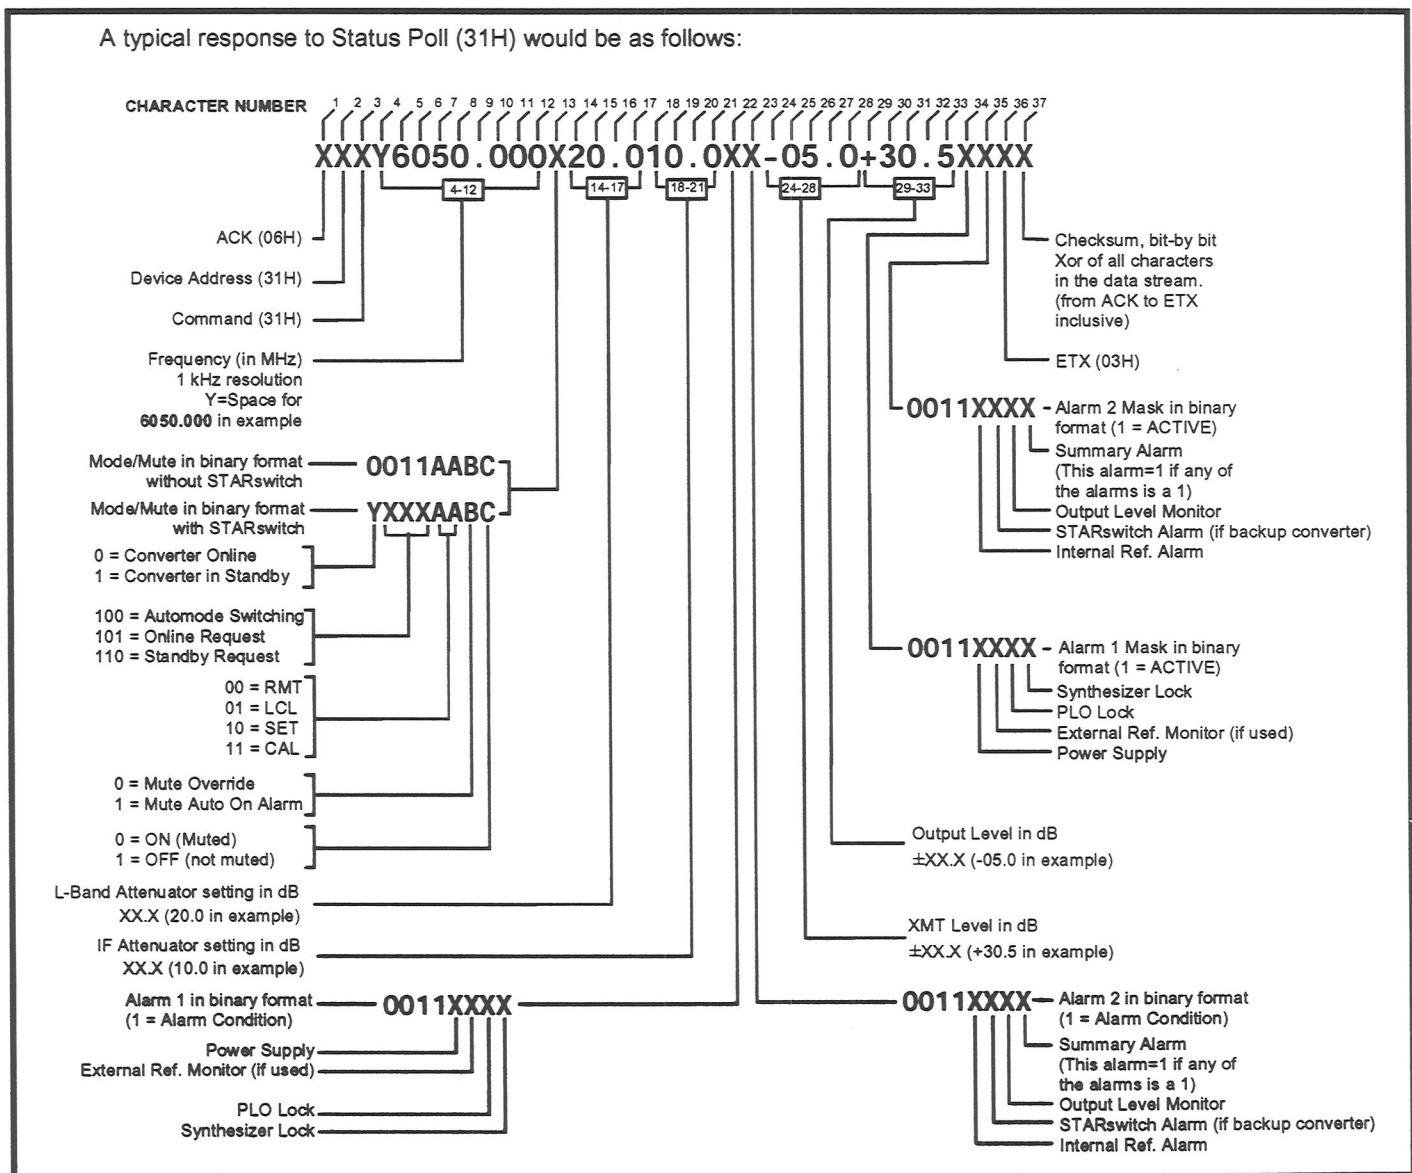 A typical response to Status Poll (31H) would be as follows:
CHARACTER NUMBER 1 2 3 4 5 6 7 8 9 10 11 12 13 14 15 16 17 18 19 20 21 22 23 24 25 26 27 28 29 30 31 32 33 34 35 36 37
XXXY6050.000X20.010.0XX-05.0+30.5XXXX
4-12 14-17 18-21 24-28 29-33
ACK (06H)
Device Address (31H)
Command (31H)
Frequency (in MHz)
1 kHz resolution
Y=Space for
6050.000 in example
Mode/Mute in binary format
without STARswitch
0011AABC
Mode/Mute in binary format
with STARswitch
YXXXAABC
0 = Converter Online
1 = Converter in Standby
100 = Automode Switching
101 = Online Request
110 = Standby Request
00 = RMT
01 = LCL
10 = SET
11 = CAL
0 = Mute Override
1 = Mute Auto On Alarm
0 = ON (Muted)
1 = OFF (not muted)
L-Band Attenuator setting in dB
XX.X (20.0 in example)
IF Attenuator setting in dB
XX.X (10.0 in example)
Alarm 1 in binary format
(1 = Alarm Condition)
0011XXXX
Power Supply
External Ref. Monitor (if used)
PLO Lock
Synthesizer Lock
Checksum, bit-by bit
Xor of all characters
in the data stream.
(from ACK to ETX
inclusive)
ETX (03H)
0011XXXX - Alarm 2 Mask in binary
format (1 = ACTIVE)
Summary Alarm
(This alarm=1 if any of
the alarms is a 1)
Output Level Monitor
STARswitch Alarm (if backup converter)
Internal Ref. Alarm
0011XXXX - Alarm 1 Mask in binary
format (1 = ACTIVE)
Synthesizer Lock
PLO Lock
External Ref. Monitor (if used)
Power Supply
Output Level in dB
±XX.X (-05.0 in example)
XMT Level in dB
±XX.X (+30.5 in example)
0011XXXX Alarm 2 in binary format
(1 = Alarm Condition)
Summary Alarm
(This alarm=1 if any of
the alarms is a 1)
Output Level Monitor
STARswitch Alarm (if backup converter)
Internal Ref. Alarm